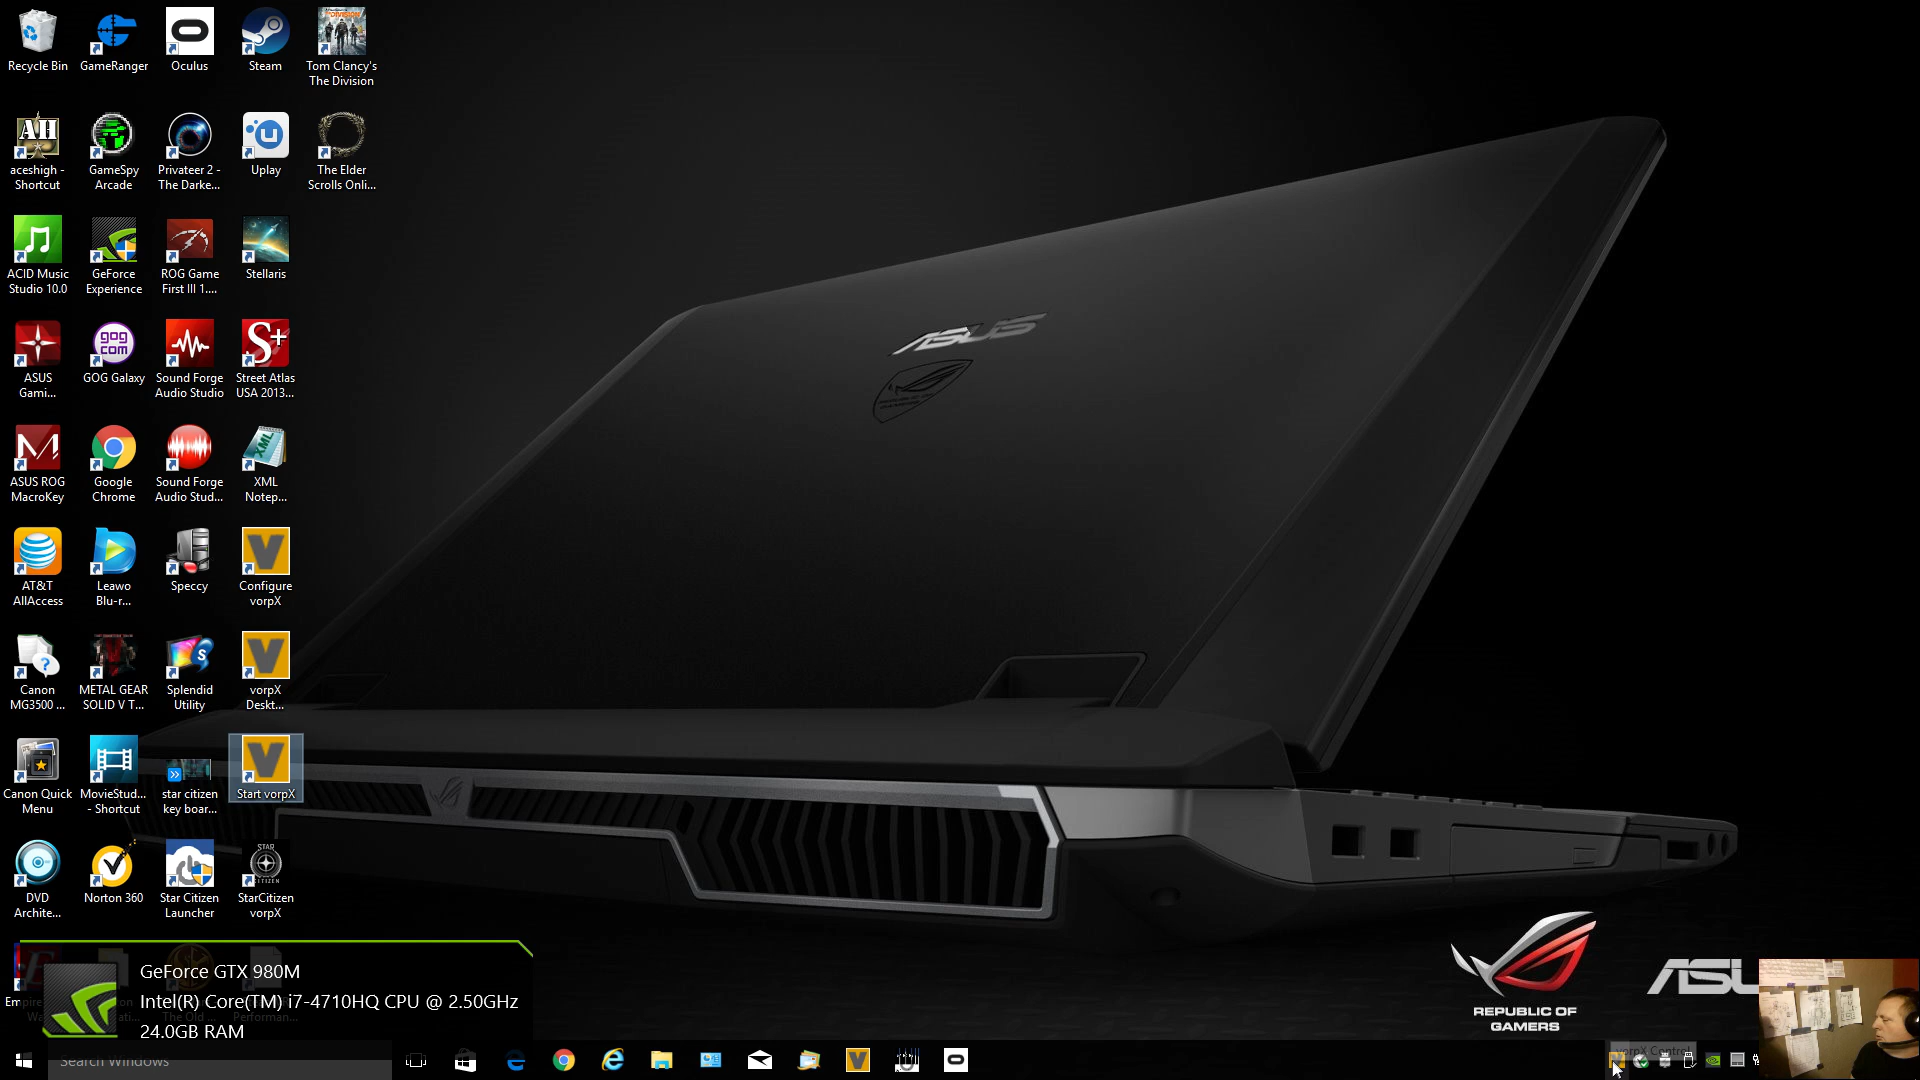 Recycle Bin
GameRanger
Oculus
Steam
Tom Clancy's
The Division
aceshigh -
Shortcut
GameSpy
Arcade
Privateer 2 -
The Darke...
Uplay
The Elder
Scrolls Onli...
ACID Music
Studio 10.0
GeForce
Experience
ROG Game
First III 1....
Stellaris
ASUS
Gami...
GOG Galaxy
Sound Forge
Audio Studio
Street Atlas
USA 2013...
ASUS ROG
MacroKey
Google
Chrome
Sound Forge
Audio Stud...
XML
Notep...
AT&T
AllAccess
Leawo
Blu-r...
Speccy
Configure
vorpX
Canon
MG3500 ...
METAL GEAR
SOLID V T...
Splendid
Utility
vorpX
Deskt...
Canon Quick
Menu
MovieStud...
- Shortcut
star citizen
key boar...
Start vorpX
DVD
Archite...
Norton 360
Star Citizen
Launcher
StarCitizen
vorpX
GeForce GTX 980M
Intel(R) Core(TM) i7-4710HQ CPU @ 2.50GHz
24.0GB RAM
Search Windows
ASUS
REPUBLIC OF
GAMERS
vorpX Control